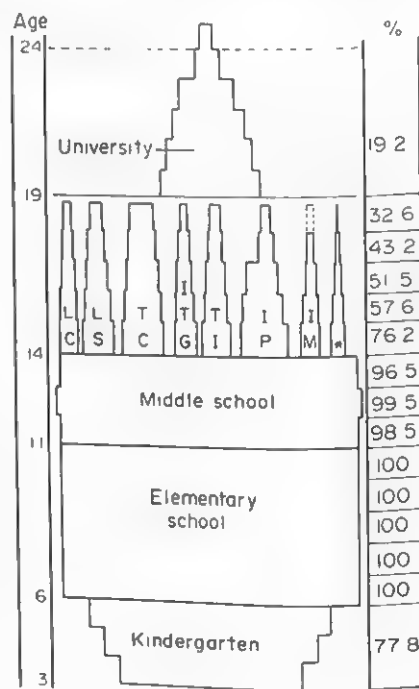 Age %
24
University 19 2
19
32 6
43 2
51 5
I 57 6
L L T T T I I
C S C G I P M * 76 2
14
96 5
Middle school 99 5
98 5
11
100
Elementary 100
school 100
100
100
6
Kindergarten 77 8
3